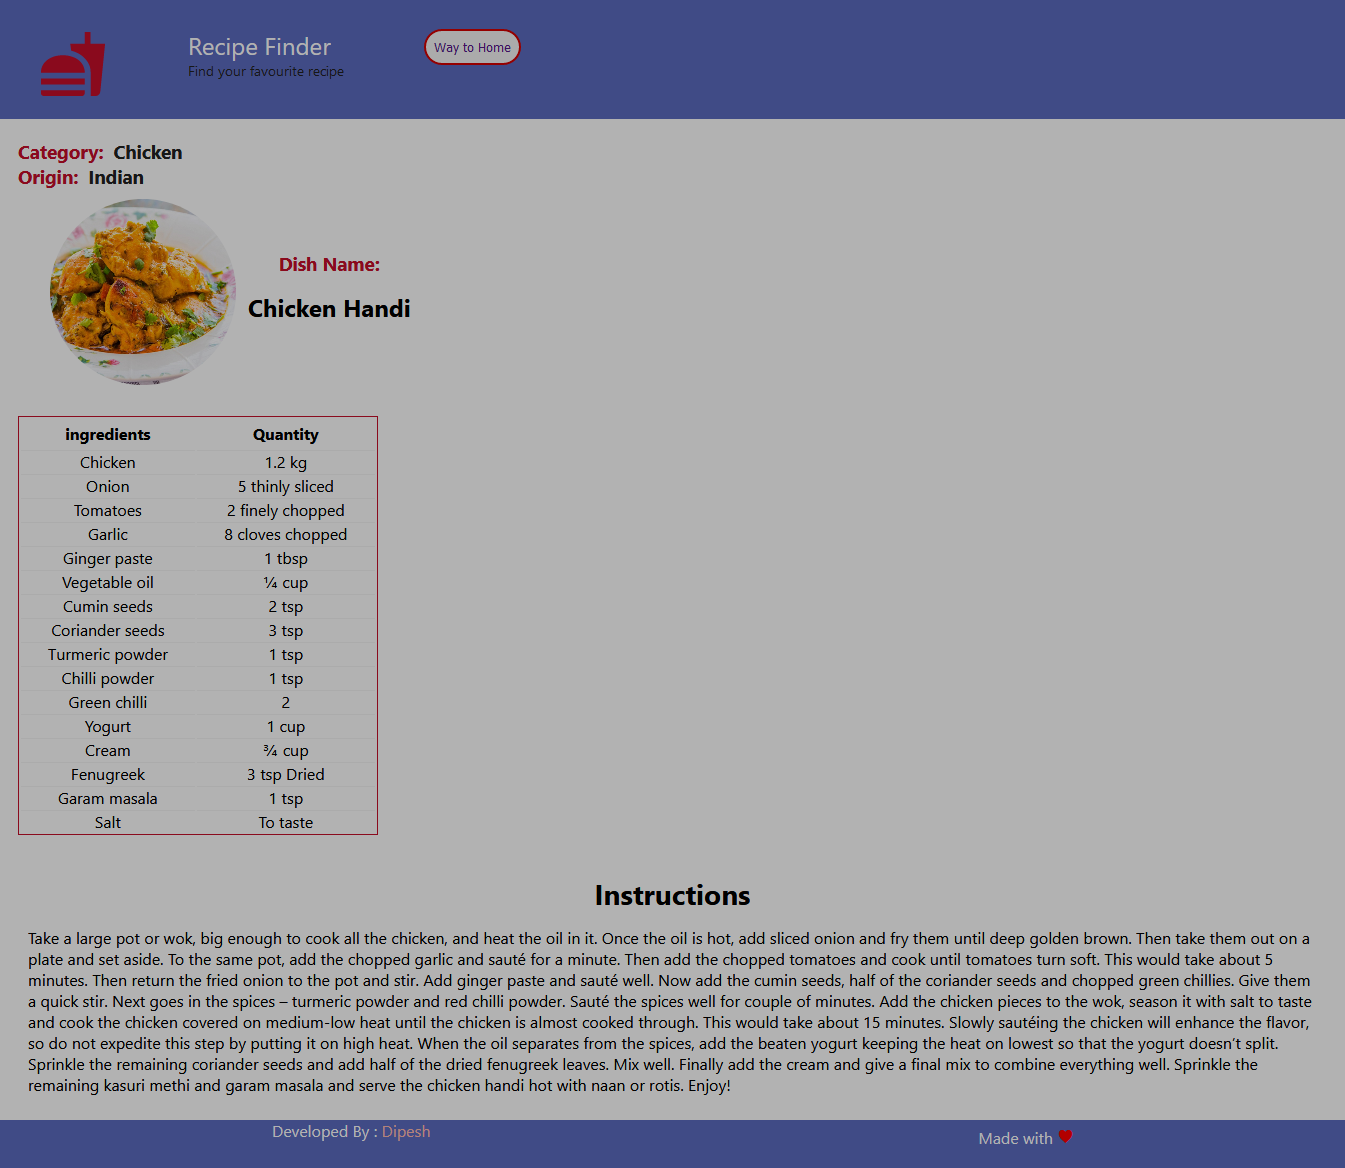 Recipe Finder
Find your favourite recipe
Way to Home
Category: Chicken
Origin: Indian
Dish Name:
Chicken Handi
ingredients Quantity
Chicken 1.2 kg
Onion 5 thinly sliced
Tomatoes 2 finely chopped
Garlic 8 cloves chopped
Ginger paste 1 tbsp
Vegetable oil ¼ cup
Cumin seeds 2 tsp
Coriander seeds 3 tsp
Turmeric powder 1 tsp
Chilli powder 1 tsp
Green chilli 2
Yogurt 1 cup
Cream ¾ cup
Fenugreek 3 tsp Dried
Garam masala 1 tsp
Salt To taste
Instructions
Take a large pot or wok, big enough to cook all the chicken, and heat the oil in it. Once the oil is hot, add sliced onion and fry them until deep golden brown. Then take them out on a
plate and set aside. To the same pot, add the chopped garlic and sauté for a minute. Then add the chopped tomatoes and cook until tomatoes turn soft. This would take about 5
minutes. Then return the fried onion to the pot and stir. Add ginger paste and sauté well. Now add the cumin seeds, half of the coriander seeds and chopped green chillies. Give them
a quick stir. Next goes in the spices – turmeric powder and red chilli powder. Sauté the spices well for couple of minutes. Add the chicken pieces to the wok, season it with salt to taste
and cook the chicken covered on medium-low heat until the chicken is almost cooked through. This would take about 15 minutes. Slowly sautéing the chicken will enhance the flavor,
so do not expedite this step by putting it on high heat. When the oil separates from the spices, add the beaten yogurt keeping the heat on lowest so that the yogurt doesn’t split.
Sprinkle the remaining coriander seeds and add half of the dried fenugreek leaves. Mix well. Finally add the cream and give a final mix to combine everything well. Sprinkle the
remaining kasuri methi and garam masala and serve the chicken handi hot with naan or rotis. Enjoy!
Developed By : Dipesh
Made with ♥